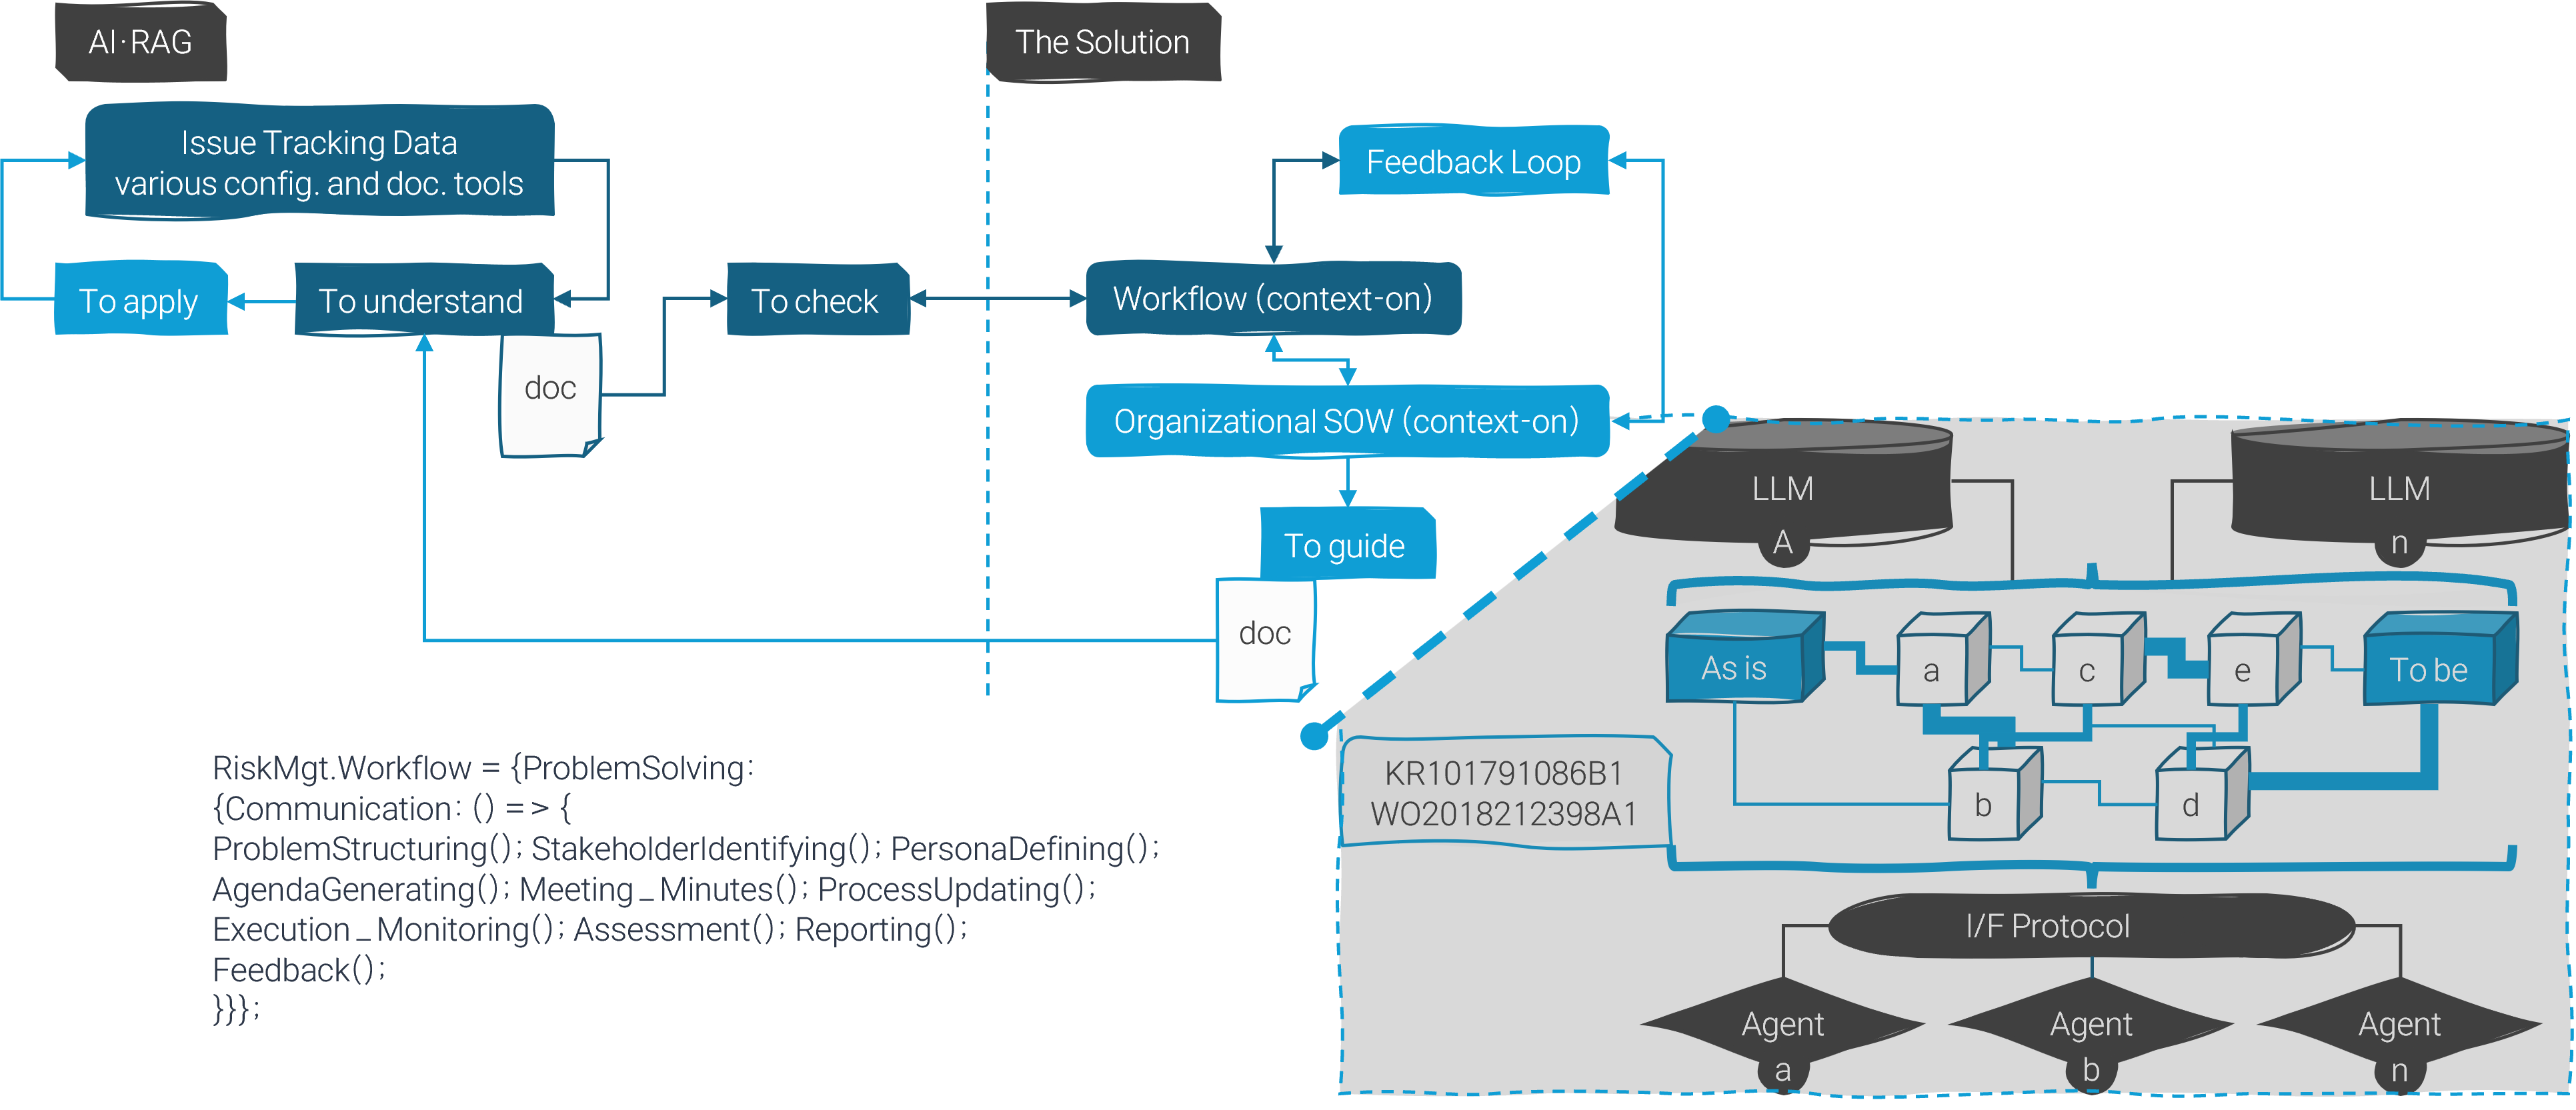 AI·RAG
The Solution
Issue Tracking Data
various config. and doc. tools
Feedback Loop
To apply
To understand
To check
Workflow (context-on)
doc
Organizational SOW (context-on)
To guide
doc
LLM
A
LLM
n
As is
a
c
e
To be
b
d
KR101791086B1
WO2018212398A1
I/F Protocol
Agent
a
Agent
b
Agent
n
RiskMgt.Workflow = {ProblemSolving:
{Communication: () => {
ProblemStructuring(); StakeholderIdentifying(); PersonaDefining();
AgendaGenerating(); Meeting_Minutes(); ProcessUpdating();
Execution_Monitoring(); Assessment(); Reporting();
Feedback();
}}};